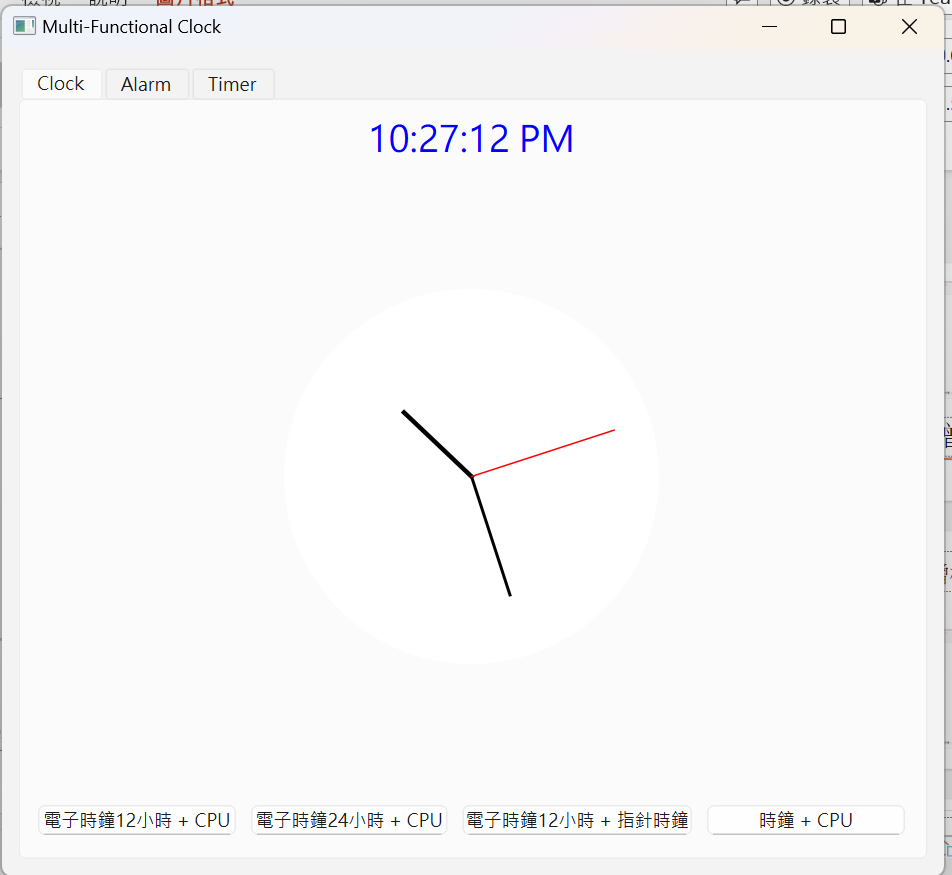 Multi-Functional Clock
Clock Alarm Timer
10:27:12 PM
電子時鐘12小時 + CPU 電子時鐘24小時 + CPU 電子時鐘12小時 + 指針時鐘 時鐘 + CPU